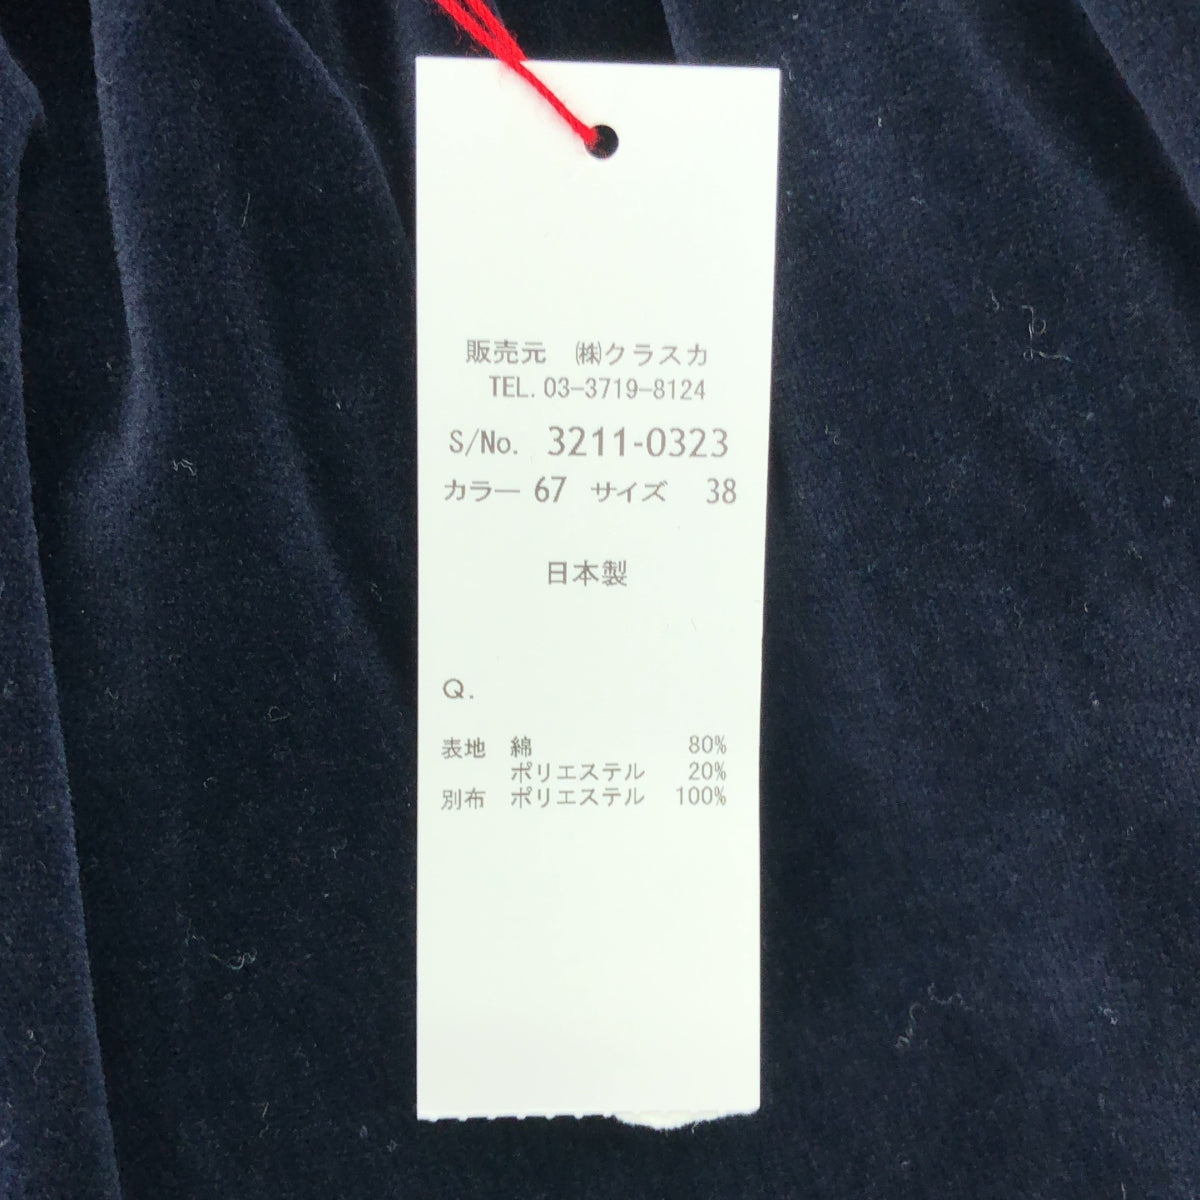 販売元 ㈱クラスカ
TEL. 03-3719-8124
S/No. 3211-0323
カラー 67 サイズ 38
日本製
Q.
表地 綿 80%
ポリエステル 20%
別布 ポリエステル 100%